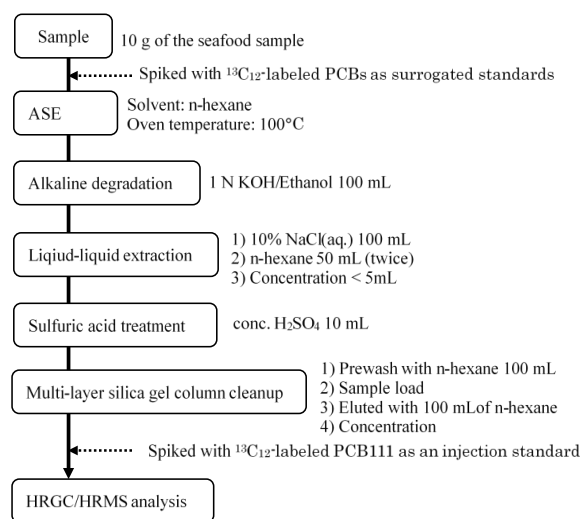 Sample
10 g of the seafood sample
Spiked with ¹³C₁₂-labeled PCBs as surrogated standards
ASE
Solvent: n-hexane
Oven temperature: 100°C
Alkaline degradation
1 N KOH/Ethanol 100 mL
Liqiud-liquid extraction
1) 10% NaCl(aq.) 100 mL
2) n-hexane 50 mL (twice)
3) Concentration < 5mL
Sulfuric acid treatment
conc. H₂SO₄ 10 mL
Multi-layer silica gel column cleanup
1) Prewash with n-hexane 100 mL
2) Sample load
3) Eluted with 100 mLof n-hexane
4) Concentration
Spiked with ¹³C₁₂-labeled PCB111 as an injection standard
HRGC/HRMS analysis